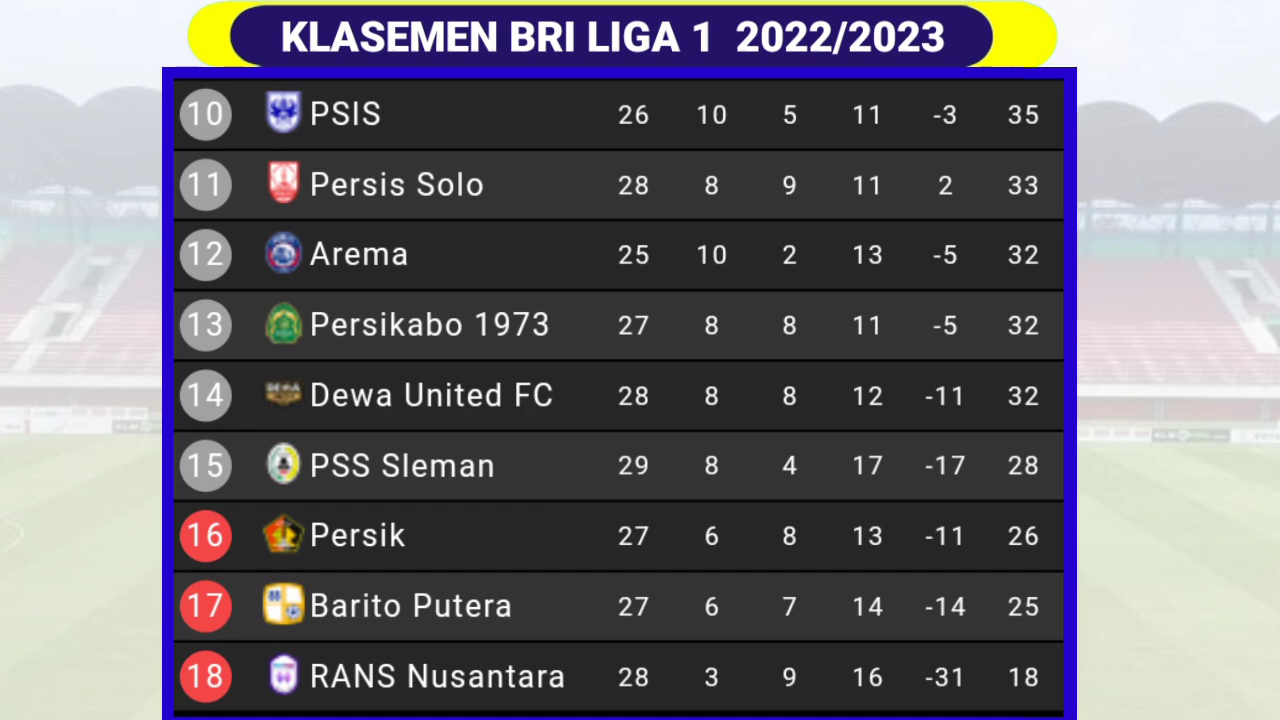 KLASEMEN BRI LIGA 1 2022/2023
10 PSIS 26 10 5 11 -3 35
11 Persis Solo 28 8 9 11 2 33
12 Arema 25 10 2 13 -5 32
13 Persikabo 1973 27 8 8 11 -5 32
14 Dewa United FC 28 8 8 12 -11 32
15 PSS Sleman 29 8 4 17 -17 28
16 Persik 27 6 8 13 -11 26
17 Barito Putera 27 6 7 14 -14 25
18 RANS Nusantara 28 3 9 16 -31 18